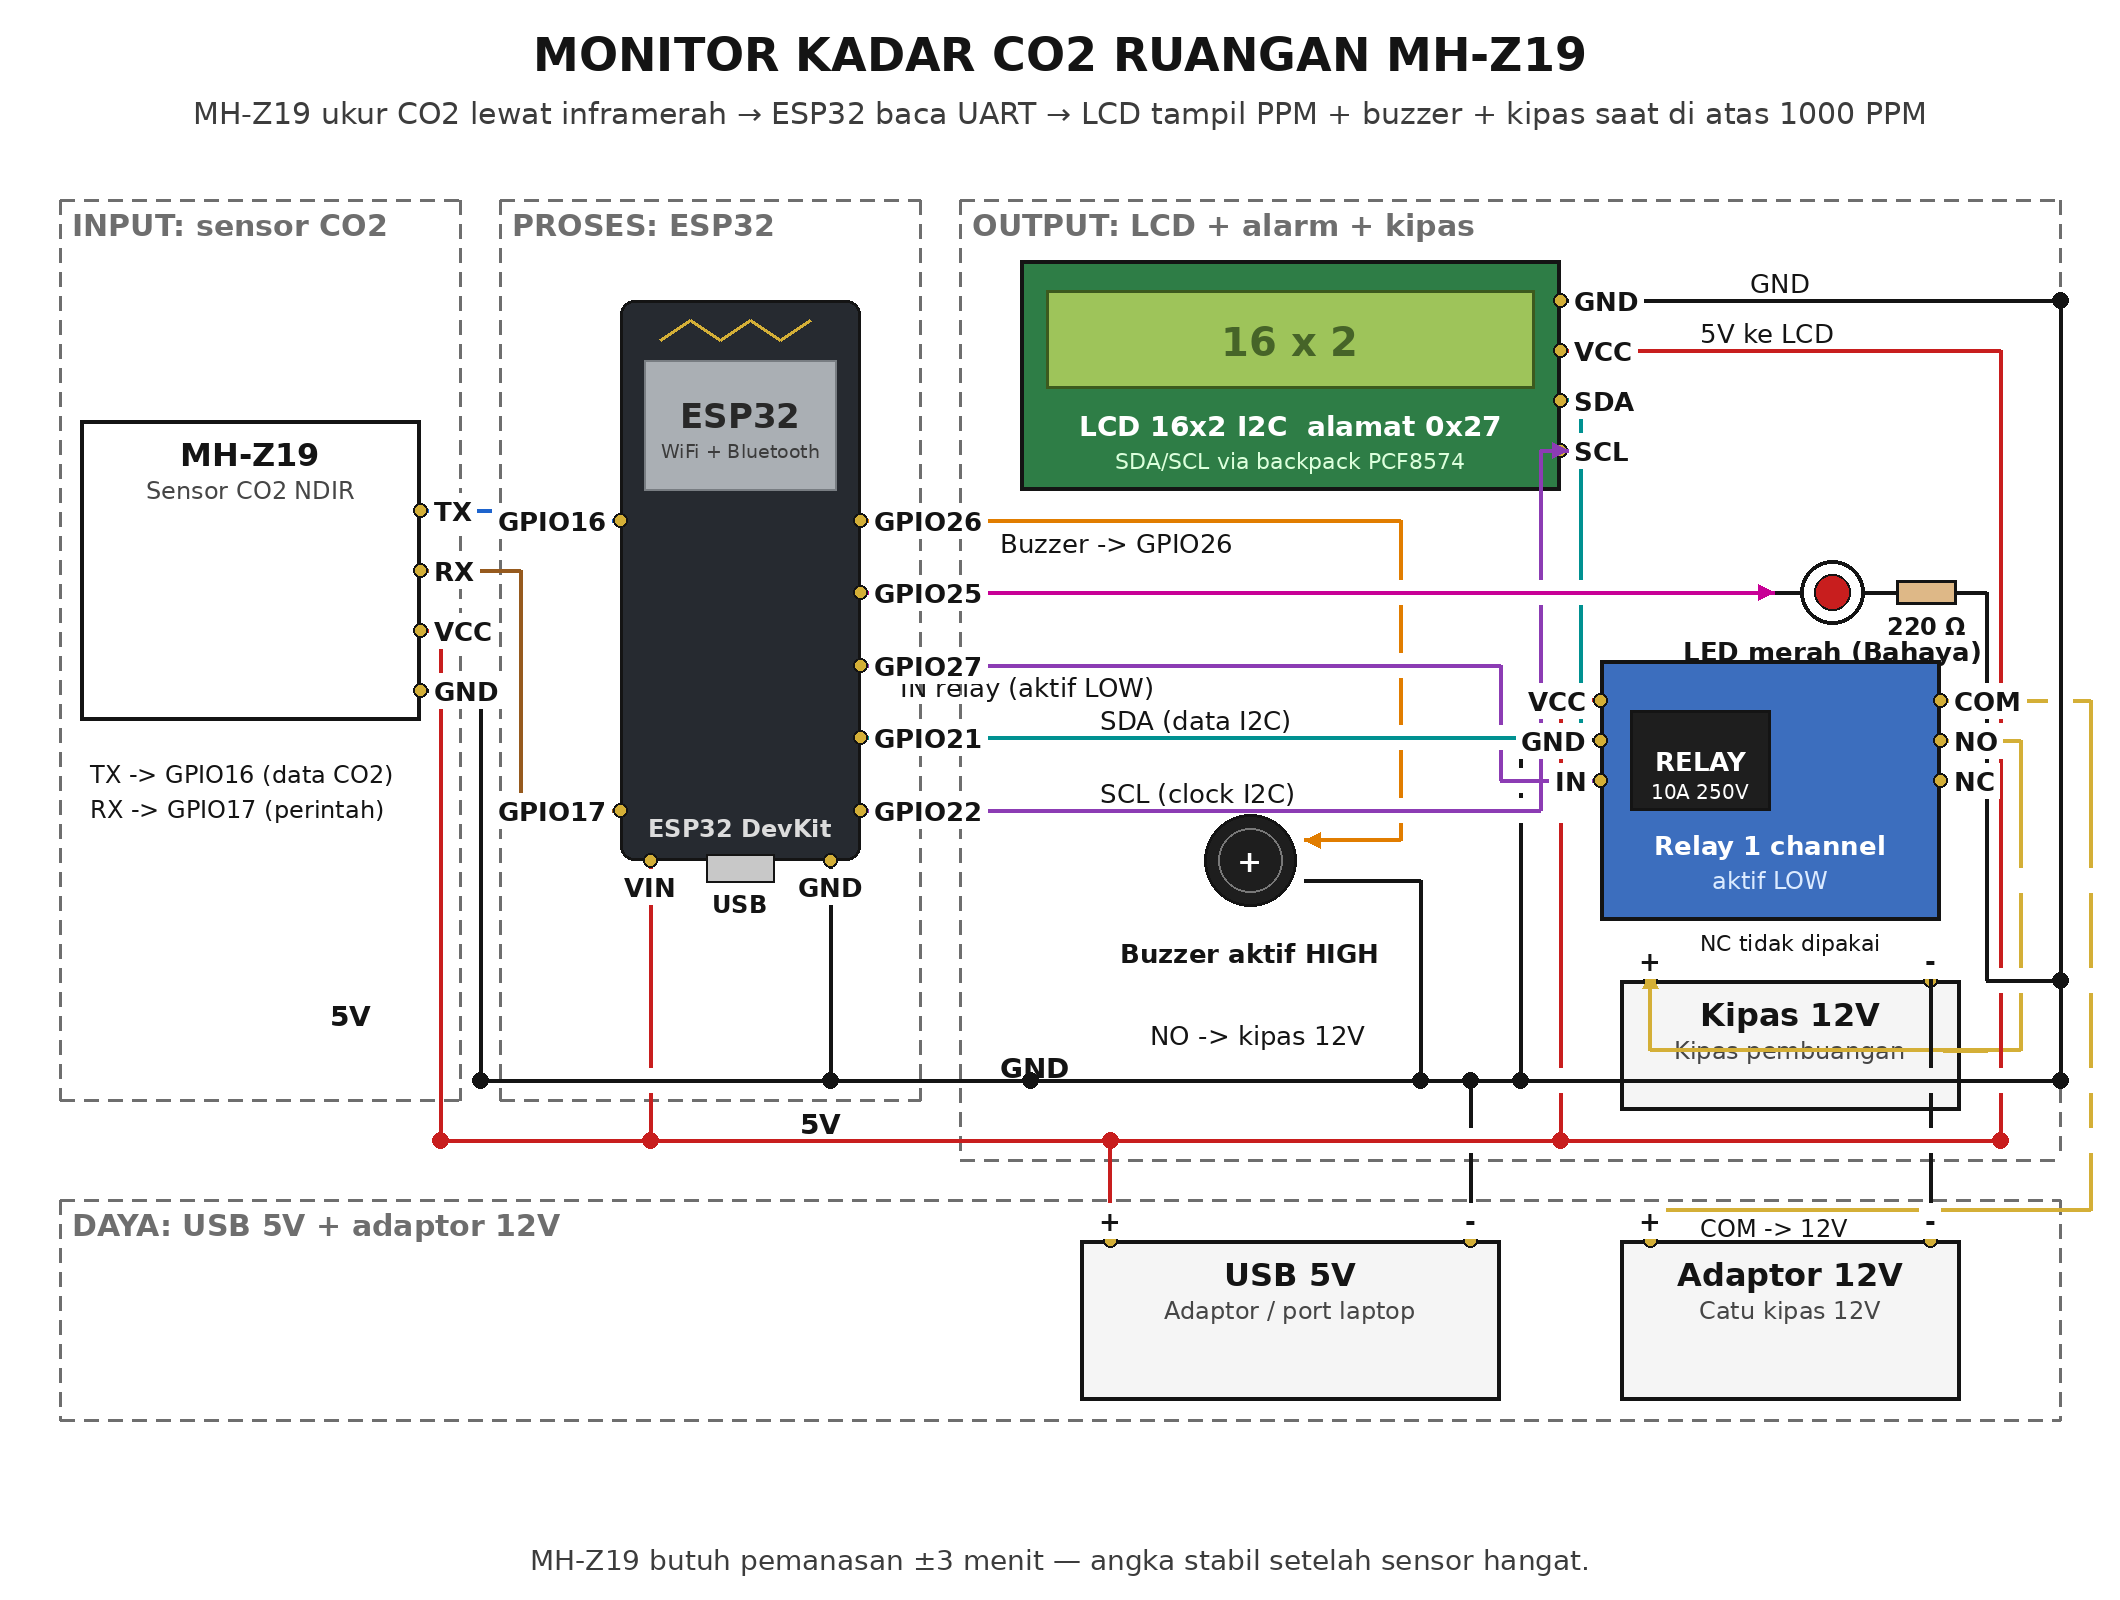 MONITOR KADAR CO2 RUANGAN MH-Z19
MH-Z19 ukur CO2 lewat inframerah → ESP32 baca UART → LCD tampil PPM + buzzer + kipas saat di atas 1000 PPM
INPUT: sensor CO2
PROSES: ESP32
OUTPUT: LCD + alarm + kipas
MH-Z19
Sensor CO2 NDIR
TX
RX
VCC
GND
TX -> GPIO16 (data CO2)
RX -> GPIO17 (perintah)
5V
ESP32
WiFi + Bluetooth
GPIO16
GPIO17
ESP32 DevKit
VIN
USB
GND
GPIO26
GPIO25
GPIO27
GPIO21
GPIO22
16 x 2
LCD 16x2 I2C alamat 0x27
SDA/SCL via backpack PCF8574
GND
VCC
SDA
SCL
GND
5V ke LCD
Buzzer -> GPIO26
IN relay (aktif LOW)
SDA (data I2C)
SCL (clock I2C)
220 Ω
LED merah (Bahaya)
VCC
GND
IN
RELAY
10A 250V
Relay 1 channel
aktif LOW
COM
NO
NC
+
Buzzer aktif HIGH
NC tidak dipakai
+
-
Kipas 12V
Kipas pembuangan
NO -> kipas 12V
GND
5V
DAYA: USB 5V + adaptor 12V
+
-
USB 5V
Adaptor / port laptop
+
COM -> 12V
-
Adaptor 12V
Catu kipas 12V
MH-Z19 butuh pemanasan ±3 menit — angka stabil setelah sensor hangat.